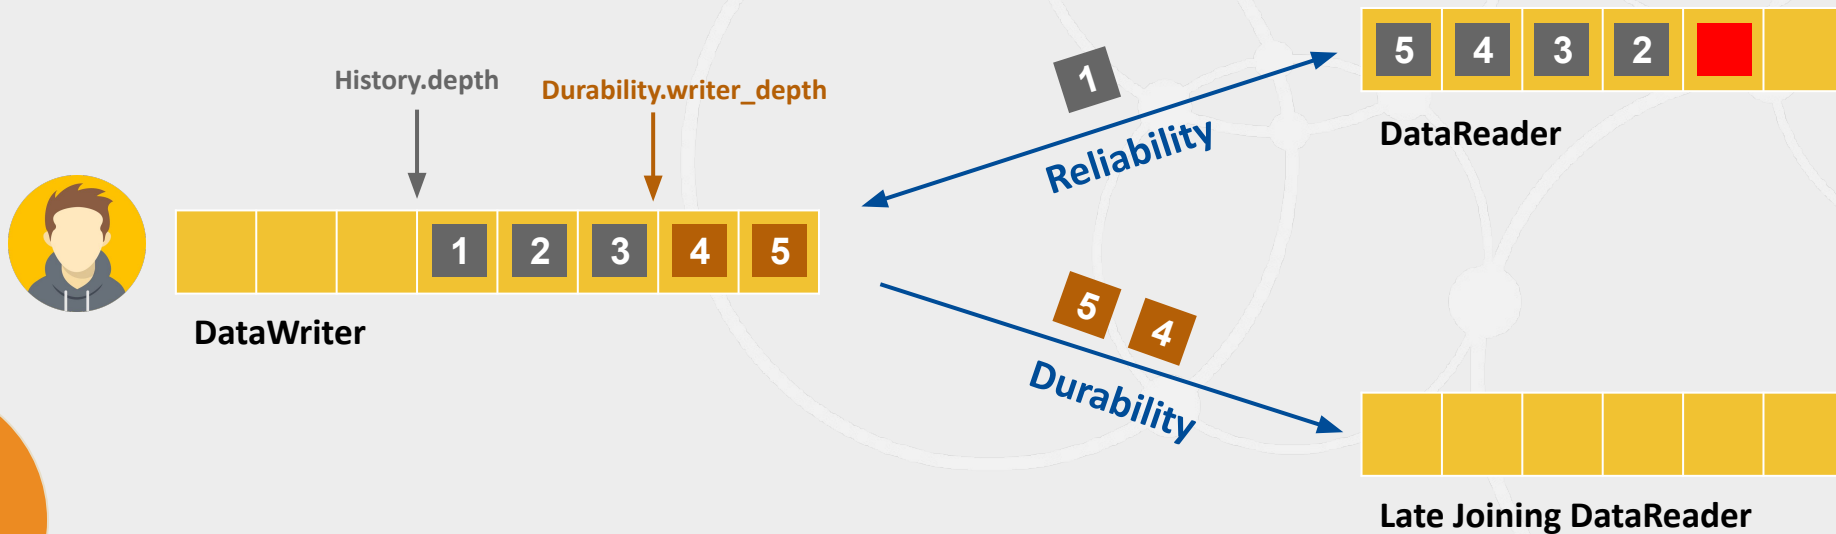 History.depth
Durability.writer_depth
1 2 3 4 5
DataWriter
1
Reliability
5 4 3 2
DataReader
5 4
Durability
Late Joining DataReader